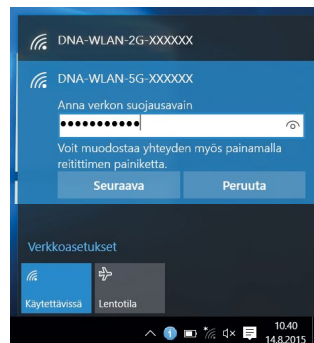 DNA-WLAN-2G-XXXXXX
DNA-WLAN-5G-XXXXXX
Anna verkon suojausavain
●●●●●●●●●●●
Voit muodostaa yhteyden myös painamalla
reitittimen painiketta.
Seuraava Peruuta
Verkkoasetukset
Käytettävissä Lentotila
1 10.40
14.8.2015